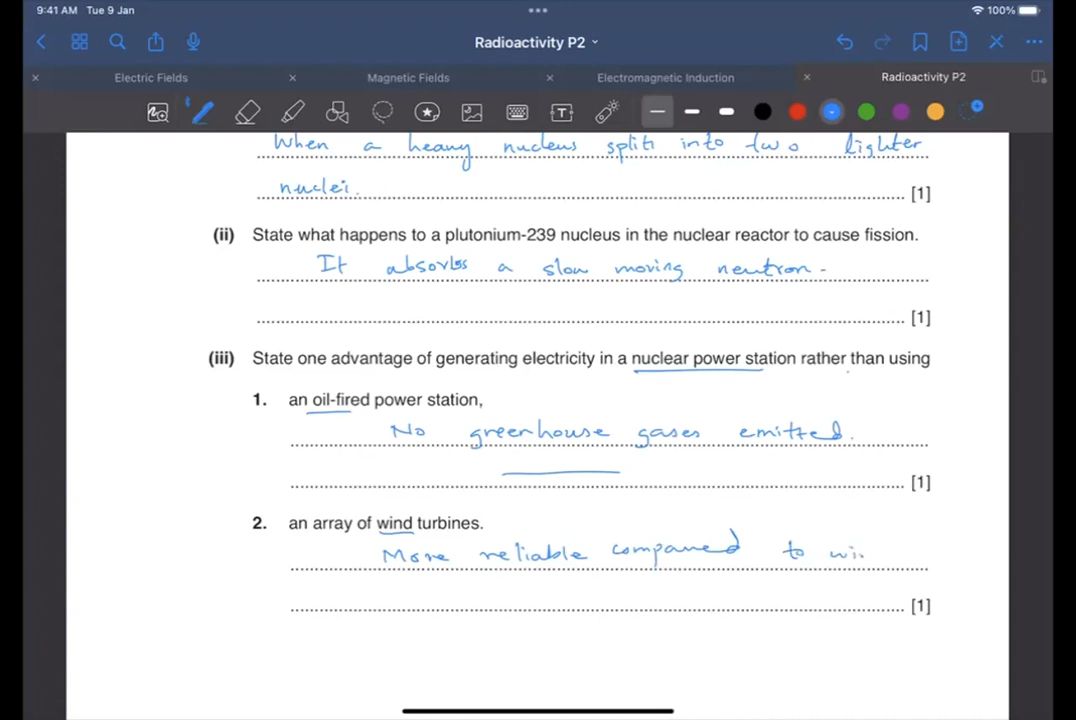 9:41 AM Tue 9 Jan
100%
Radioactivity P2
Electric Fields
Magnetic Fields
Electromagnetic Induction
Radioactivity P2
When a heavy nucleus split into two lighter
nuclei. [1]
(ii) State what happens to a plutonium-239 nucleus in the nuclear reactor to cause fission.
It absorbs a slow moving neutron.
[1]
(iii) State one advantage of generating electricity in a nuclear power station rather than using
1. an oil-fired power station,
No greenhouse gases emitted.
[1]
2. an array of wind turbines.
More reliable compared to
[1]